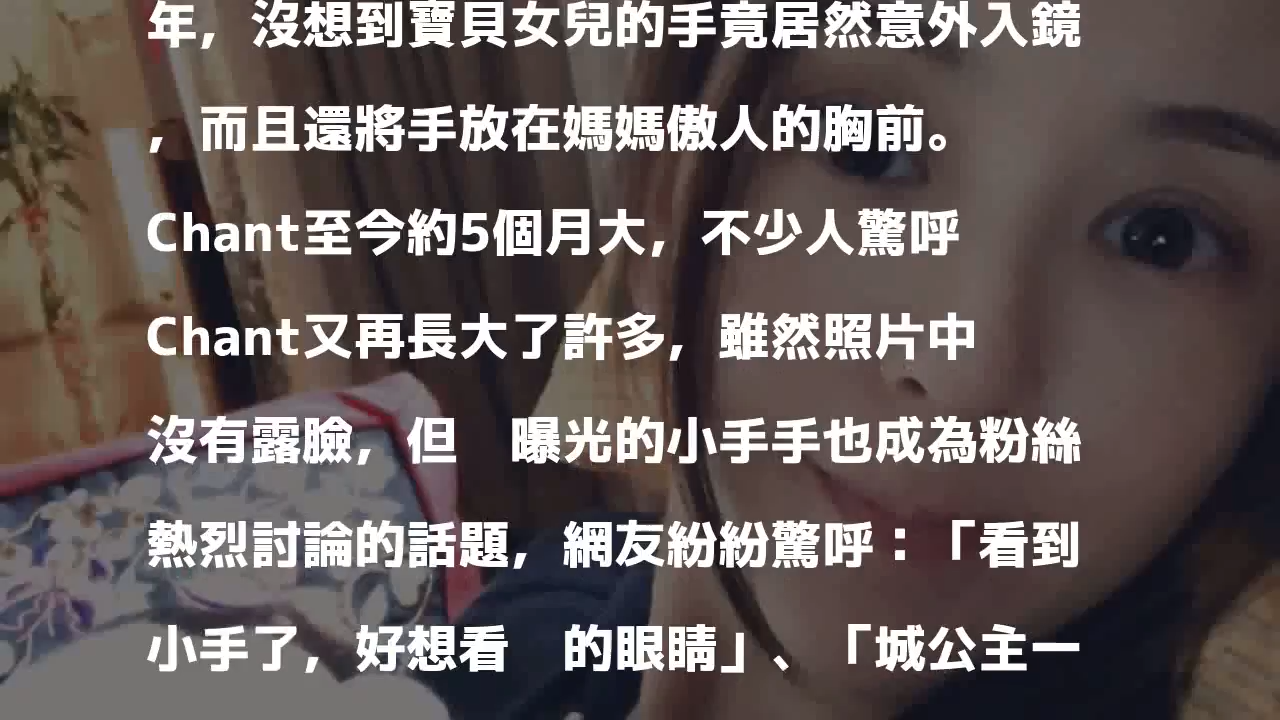 年，沒想到寶貝女兒的手竟居然意外入鏡
，而且還將手放在媽媽傲人的胸前。
Chant至今約5個月大，不少人驚呼
Chant又再長大了許多，雖然照片中
沒有露臉，但　曝光的小手手也成為粉絲
熱烈討論的話題，網友紛紛驚呼：「看到
小手了，好想看　的眼睛」、「城公主一